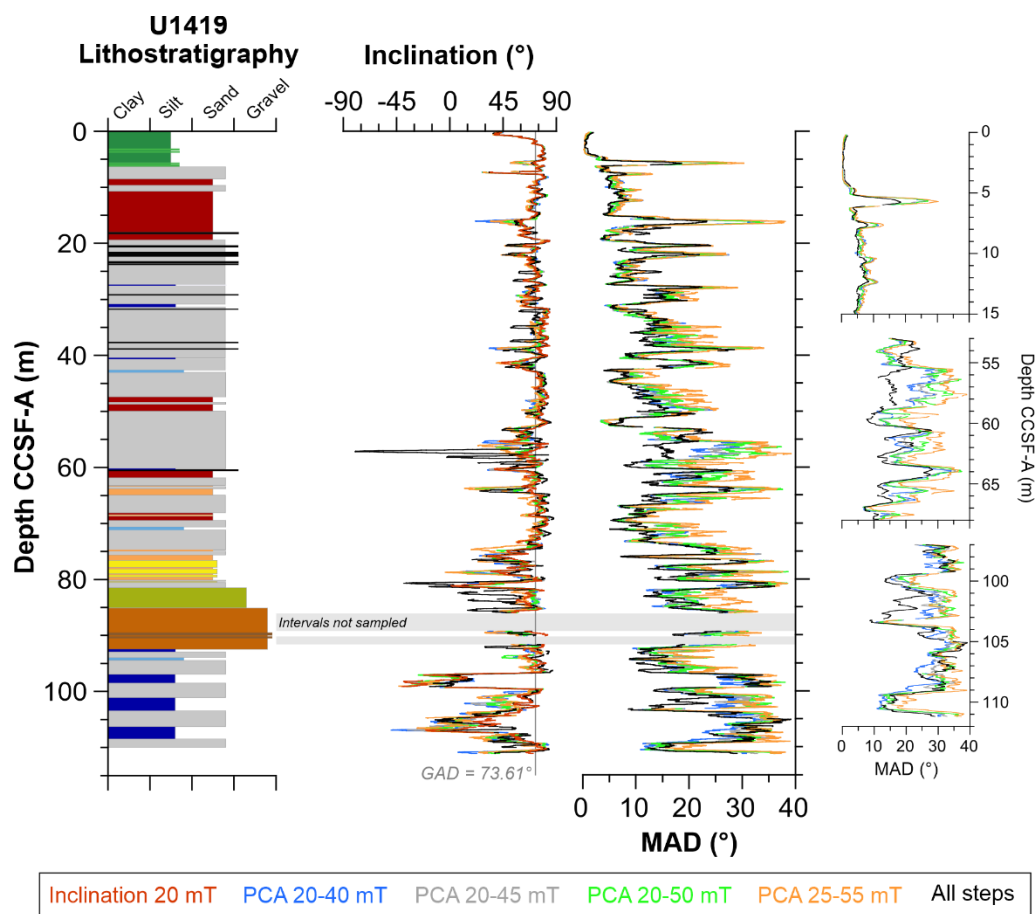 U1419
Lithostratigraphy
Clay
Silt
Sand
Gravel
Depth CCSF-A (m)
0
20
40
60
80
100
Inclination (°)
-90 -45 0 45 90
Intervals not sampled
GAD = 73.61°
0 10 20 30 40
MAD (°)
0
5
10
15
55
60
65
100
105
110
Depth CCSF-A (m)
0 10 20 30 40
MAD (°)
Inclination 20 mT PCA 20-40 mT PCA 20-45 mT PCA 20-50 mT PCA 25-55 mT All steps